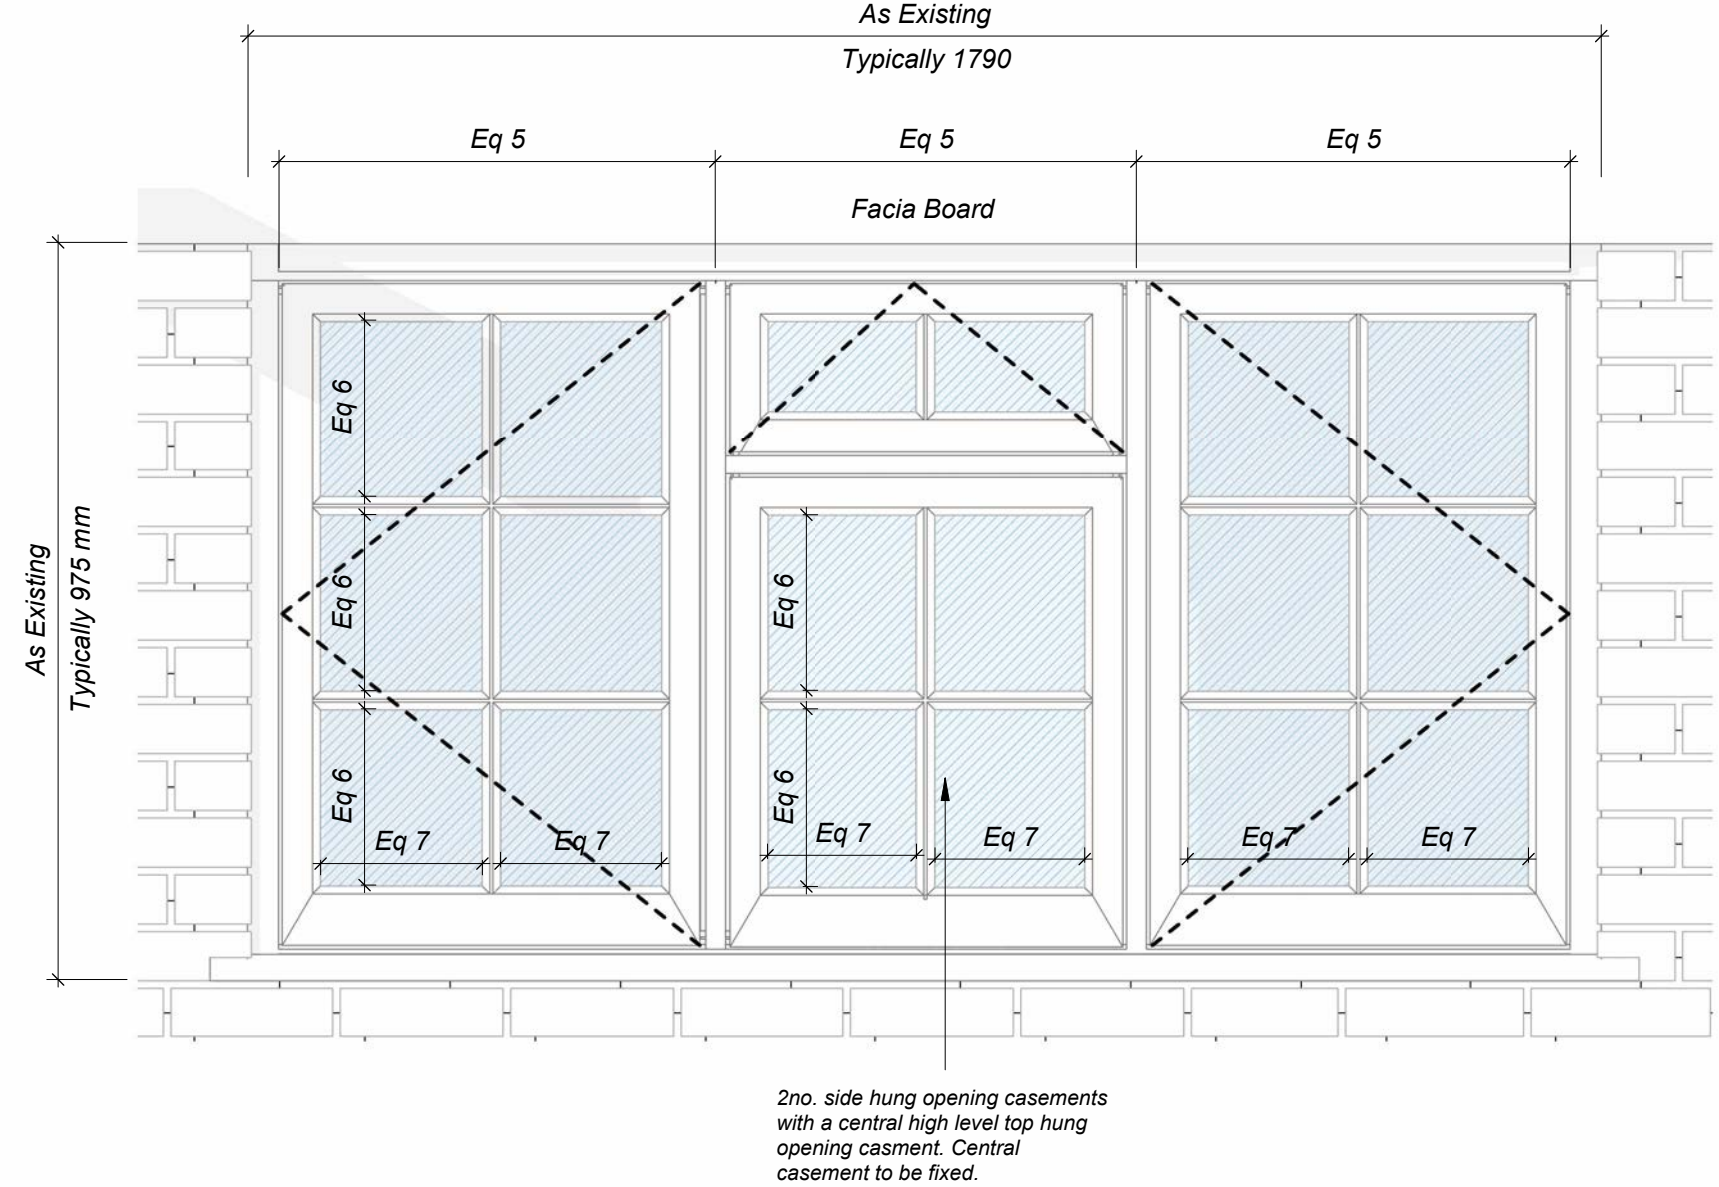 As Existing
Typically 1790
Eq 5
Eq 5
Eq 5
Facia Board
As Existing
Typically 975 mm
Eq 6
Eq 6
Eq 6
Eq 6
Eq 6
Eq 7
Eq 7
Eq 7
Eq 7
Eq 7
Eq 7
2no. side hung opening casements
with a central high level top hung
opening casment. Central
casement to be fixed.